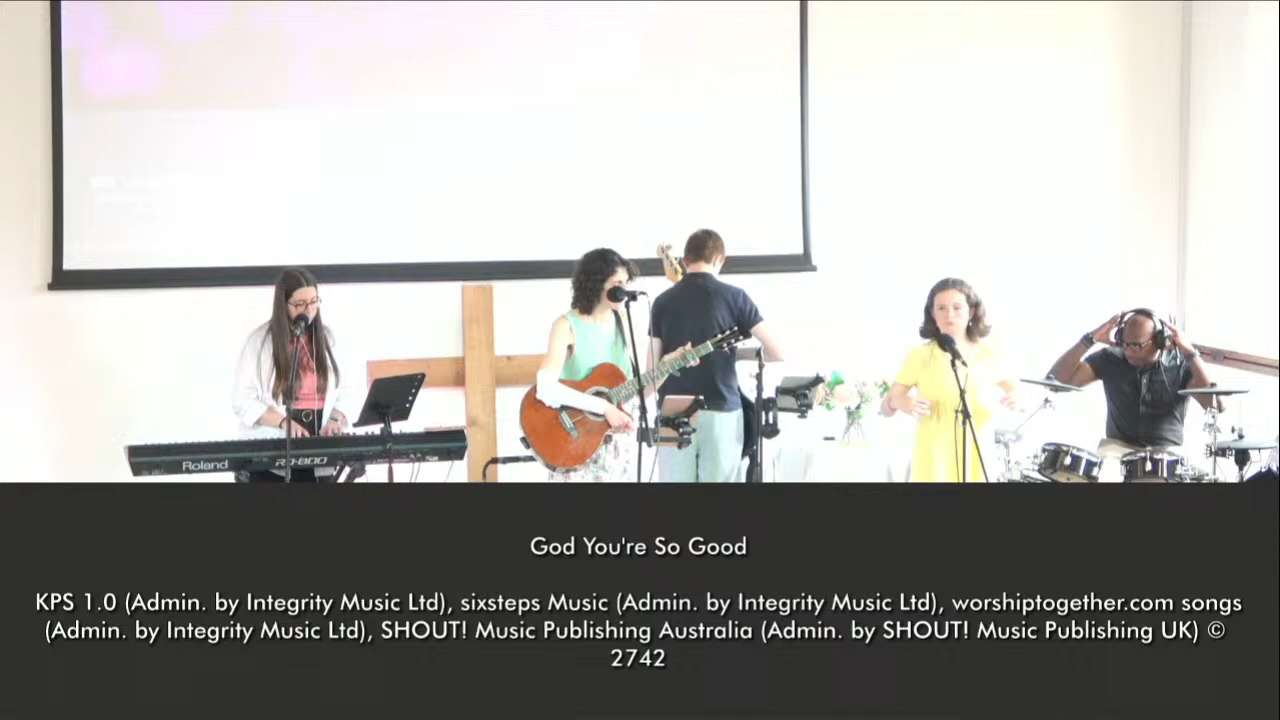 Roland
RD-800
God You're So Good
KPS 1.0 (Admin. by Integrity Music Ltd), sixsteps Music (Admin. by Integrity Music Ltd), worshiptogether.com songs
(Admin. by Integrity Music Ltd), SHOUT! Music Publishing Australia (Admin. by SHOUT! Music Publishing UK) ©
2742